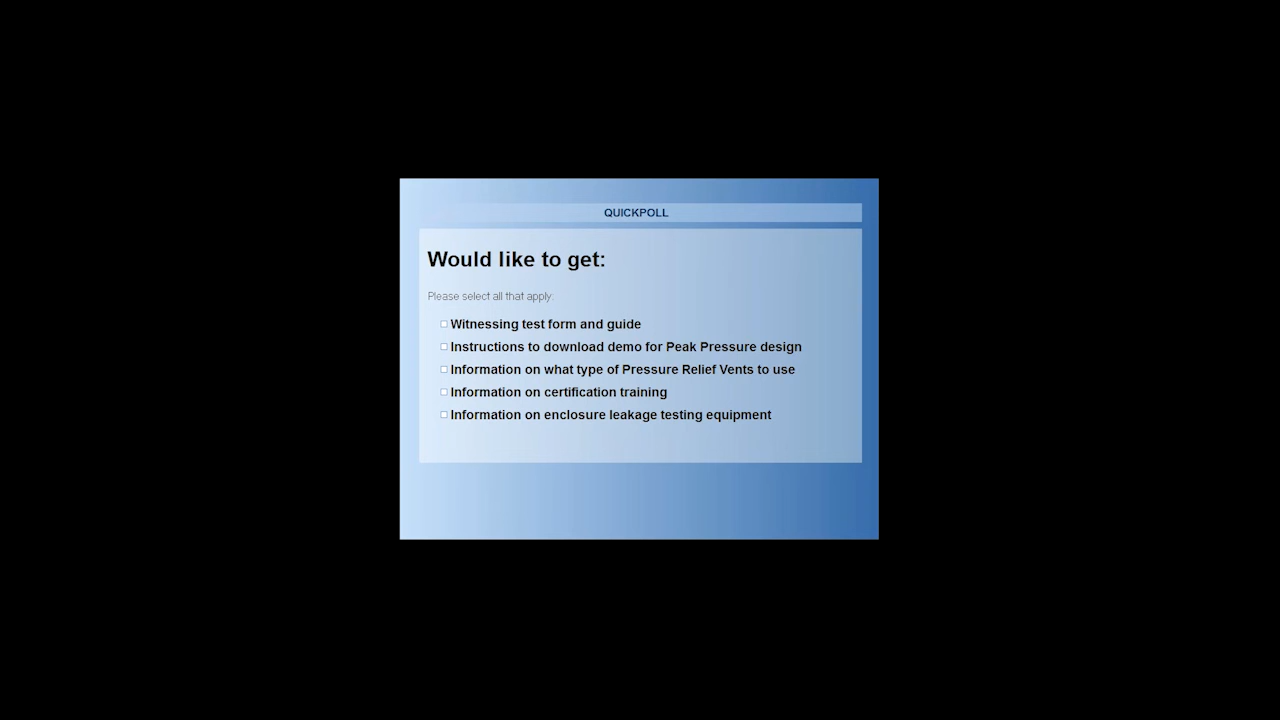 QUICKPOLL
Would like to get:
Please select all that apply:
Witnessing test form and guide
Instructions to download demo for Peak Pressure design
Information on what type of Pressure Relief Vents to use
Information on certification training
Information on enclosure leakage testing equipment